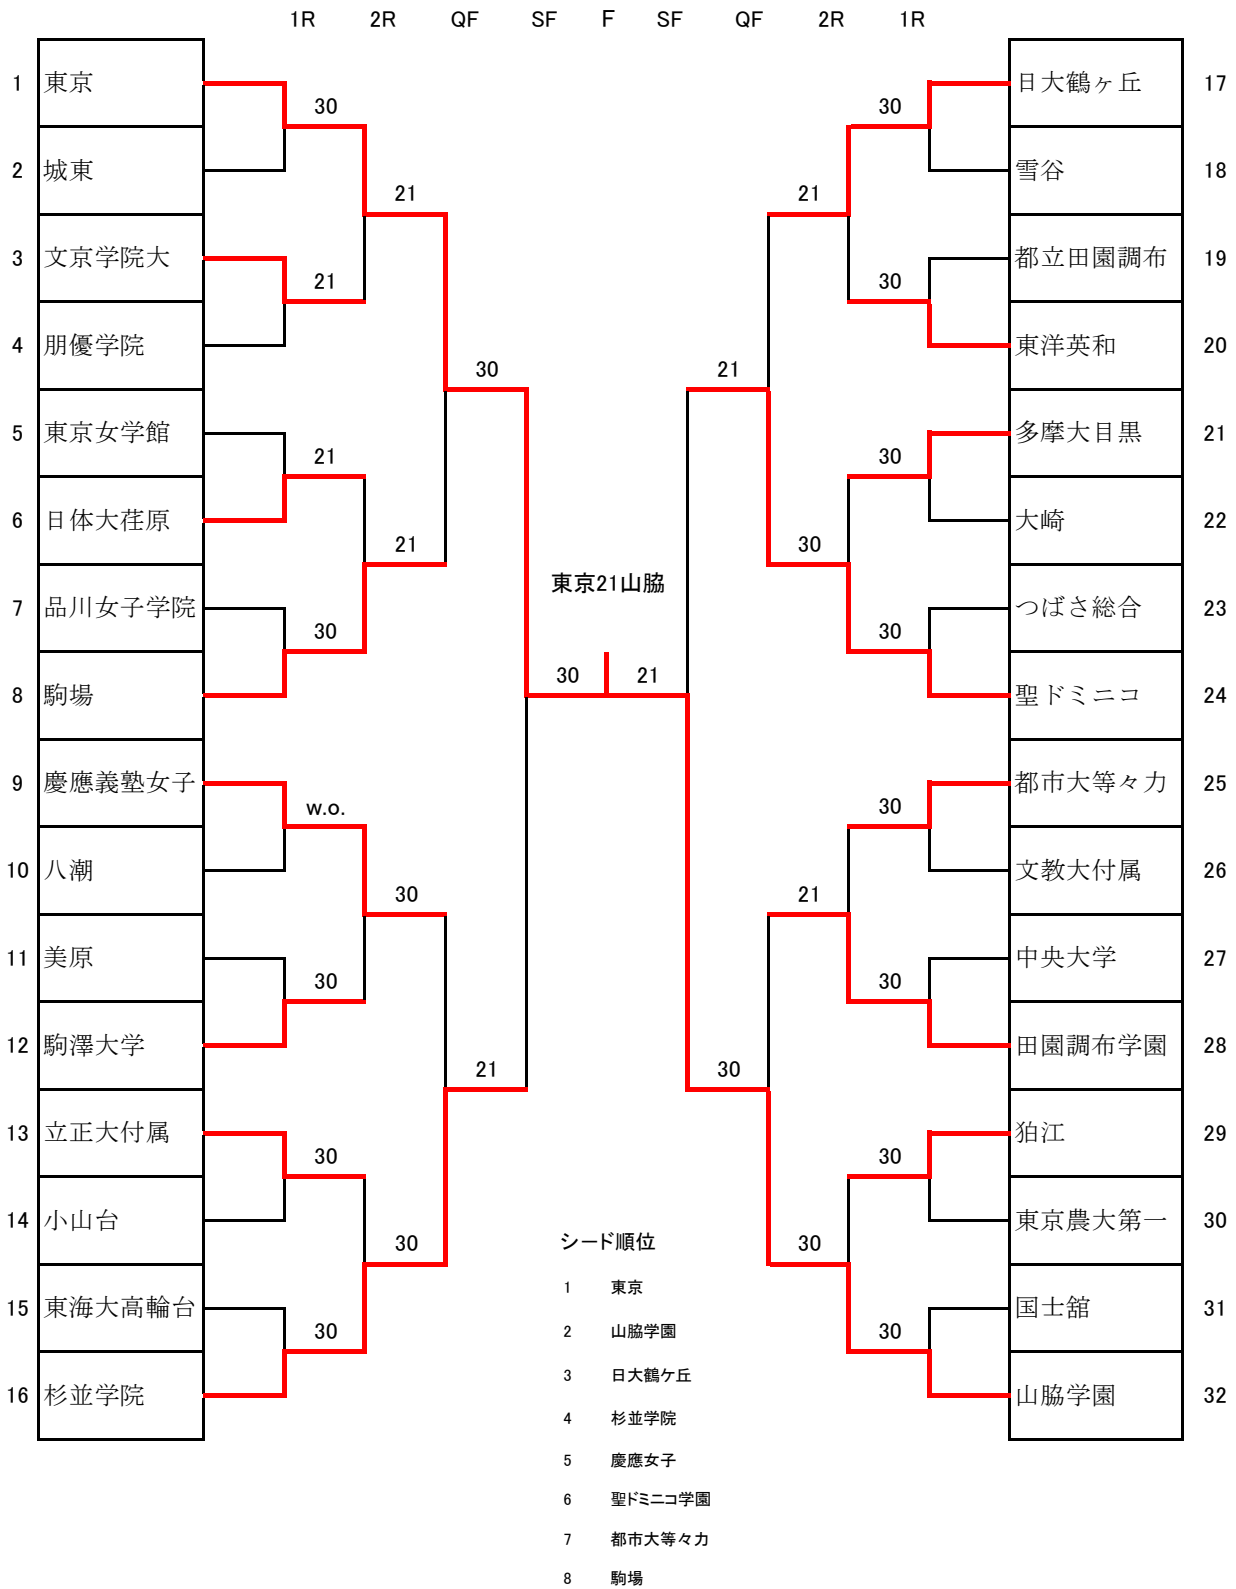 1R 2R QF SF F SF QF 2R 1R
1 東京
2 城東
3 文京学院大
4 朋優学院
5 東京女学館
6 日体大荏原
7 品川女子学院
8 駒場
9 慶應義塾女子
10 八潮
11 美原
12 駒澤大学
13 立正大付属
14 小山台
15 東海大高輪台
16 杉並学院
30
21
21
30
w.o.
30
30
30
21
21
30
30
30
21
30
東京21山脇
21
21
30
21
30
21
30
30
30
30
30
30
30
30
30
日大鶴ヶ丘 17
雪谷 18
都立田園調布 19
東洋英和 20
多摩大目黒 21
大崎 22
つばさ総合 23
聖ドミニコ 24
都市大等々力 25
文教大付属 26
中央大学 27
田園調布学園 28
狛江 29
東京農大第一 30
国士舘 31
山脇学園 32
シード順位
1 東京
2 山脇学園
3 日大鶴ケ丘
4 杉並学院
5 慶應女子
6 聖ドミニコ学園
7 都市大等々力
8 駒場